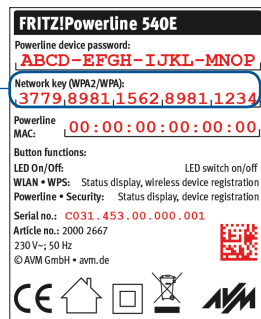 FRITZ!Powerline 540E
Powerline device password:
ABCD-EFGH-IJKL-MNOP
Network key (WPA2/WPA):
3779,8981,1562,8981,1234
Powerline MAC: 00:00:00:00:00:00
Button functions:
LED On/Off: LED switch on/off
WLAN • WPS: Status display, wireless device registration
Powerline • Security: Status display, device registration
Serial no.: C031.453.00.000.001
Article no.: 2000 2667
230 V~; 50 Hz
© AVM GmbH • avm.de
CE AVM